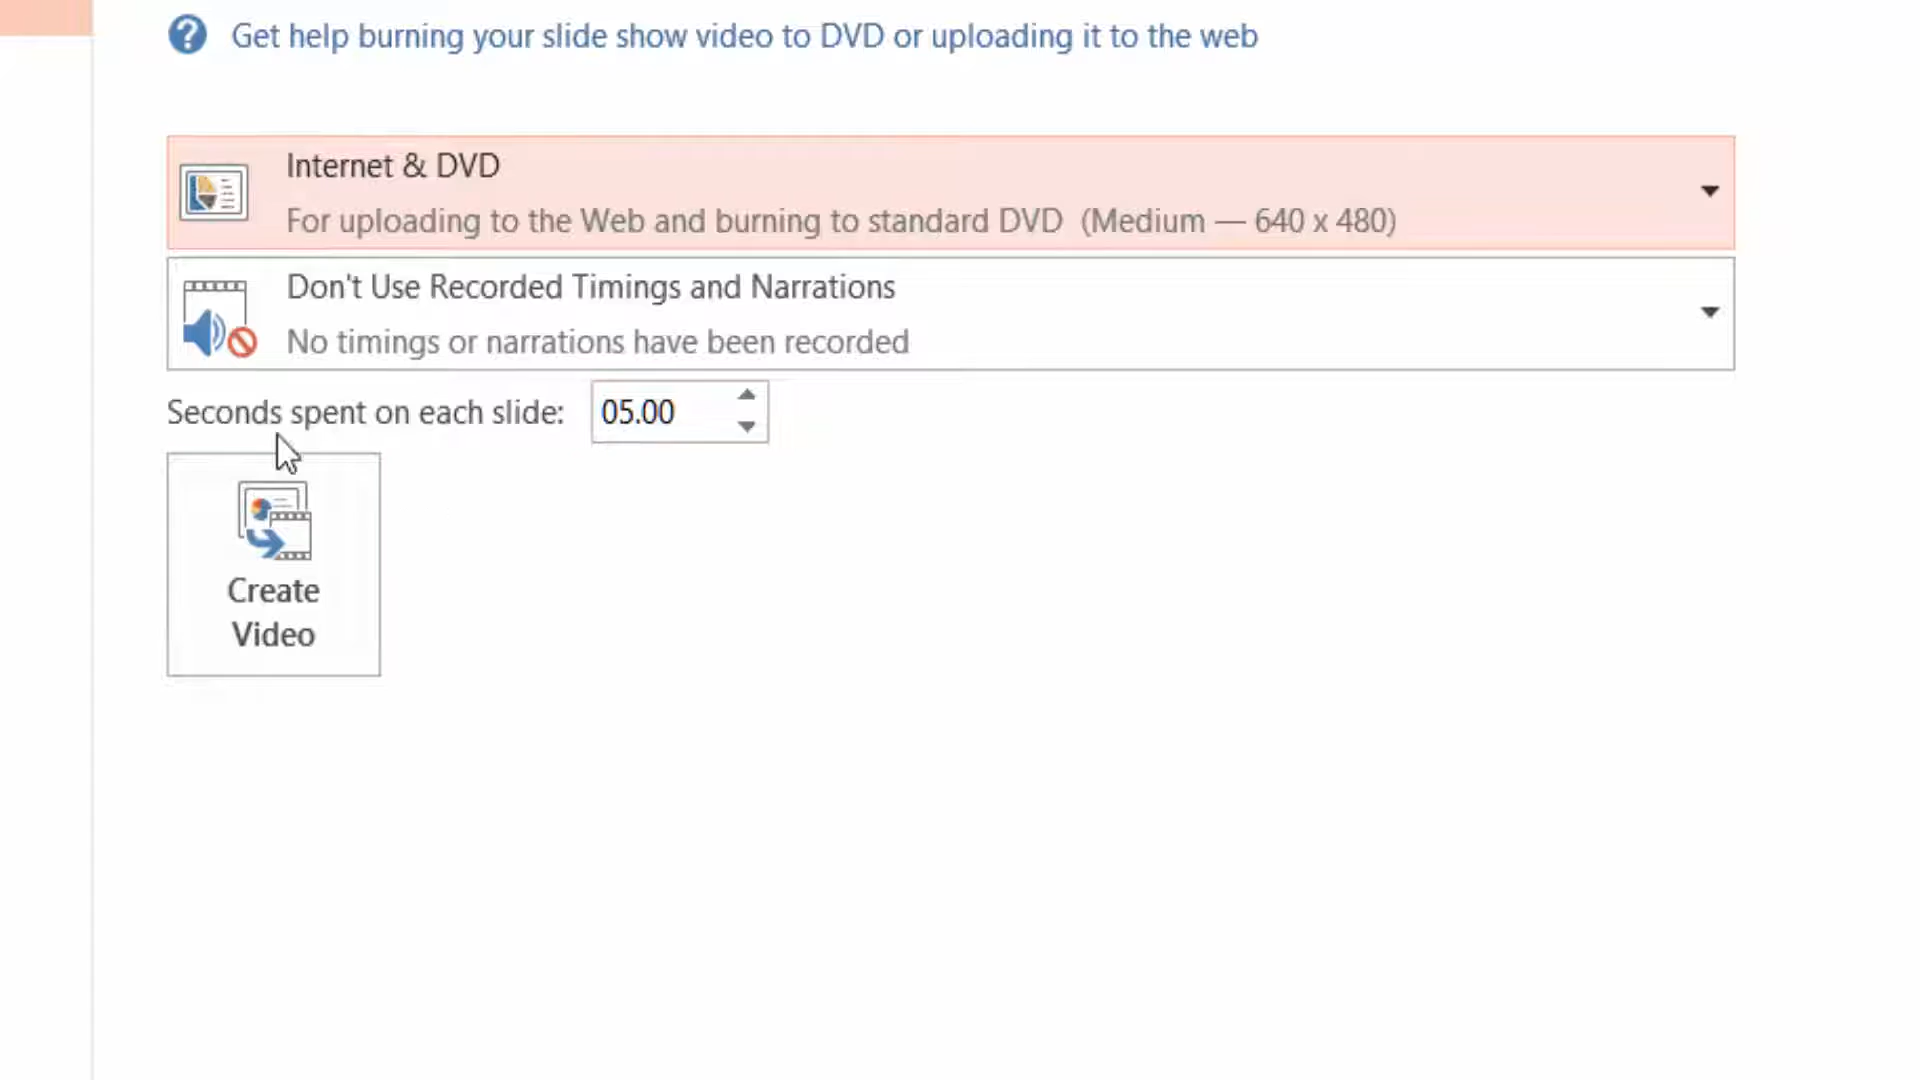 Get help burning your slide show video to DVD or uploading it to the web
Internet & DVD
For uploading to the Web and burning to standard DVD (Medium — 640 x 480)
Don't Use Recorded Timings and Narrations
No timings or narrations have been recorded
Seconds spent on each slide: 05.00
Create
Video